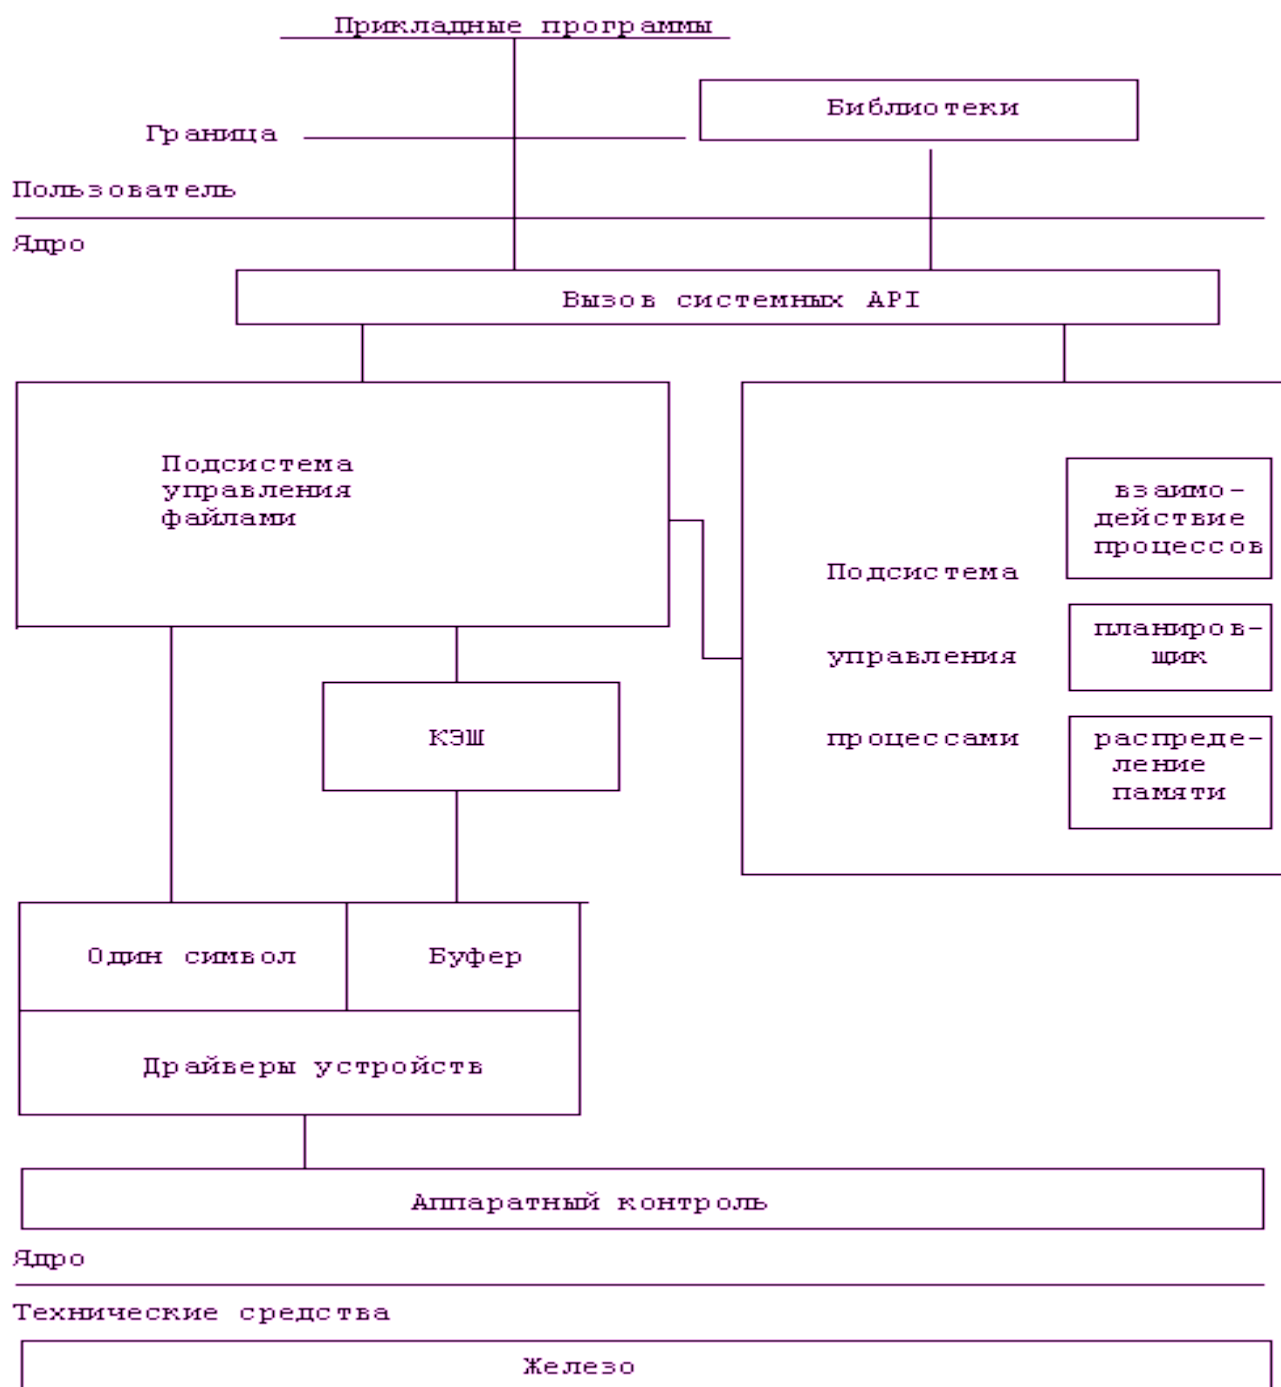 Прикладные программы
Библиотеки
Граница
Пользователь
Ядро
Вызов системных API
Подсистема
управления
файлами
взаимо-
действие
процессов
Подсистема
планиров-
щик
управления
процессами
распреде-
ление
памяти
КЭШ
Один символ
Буфер
Драйверы устройств
Аппаратный контроль
Ядро
Технические средства
Железо